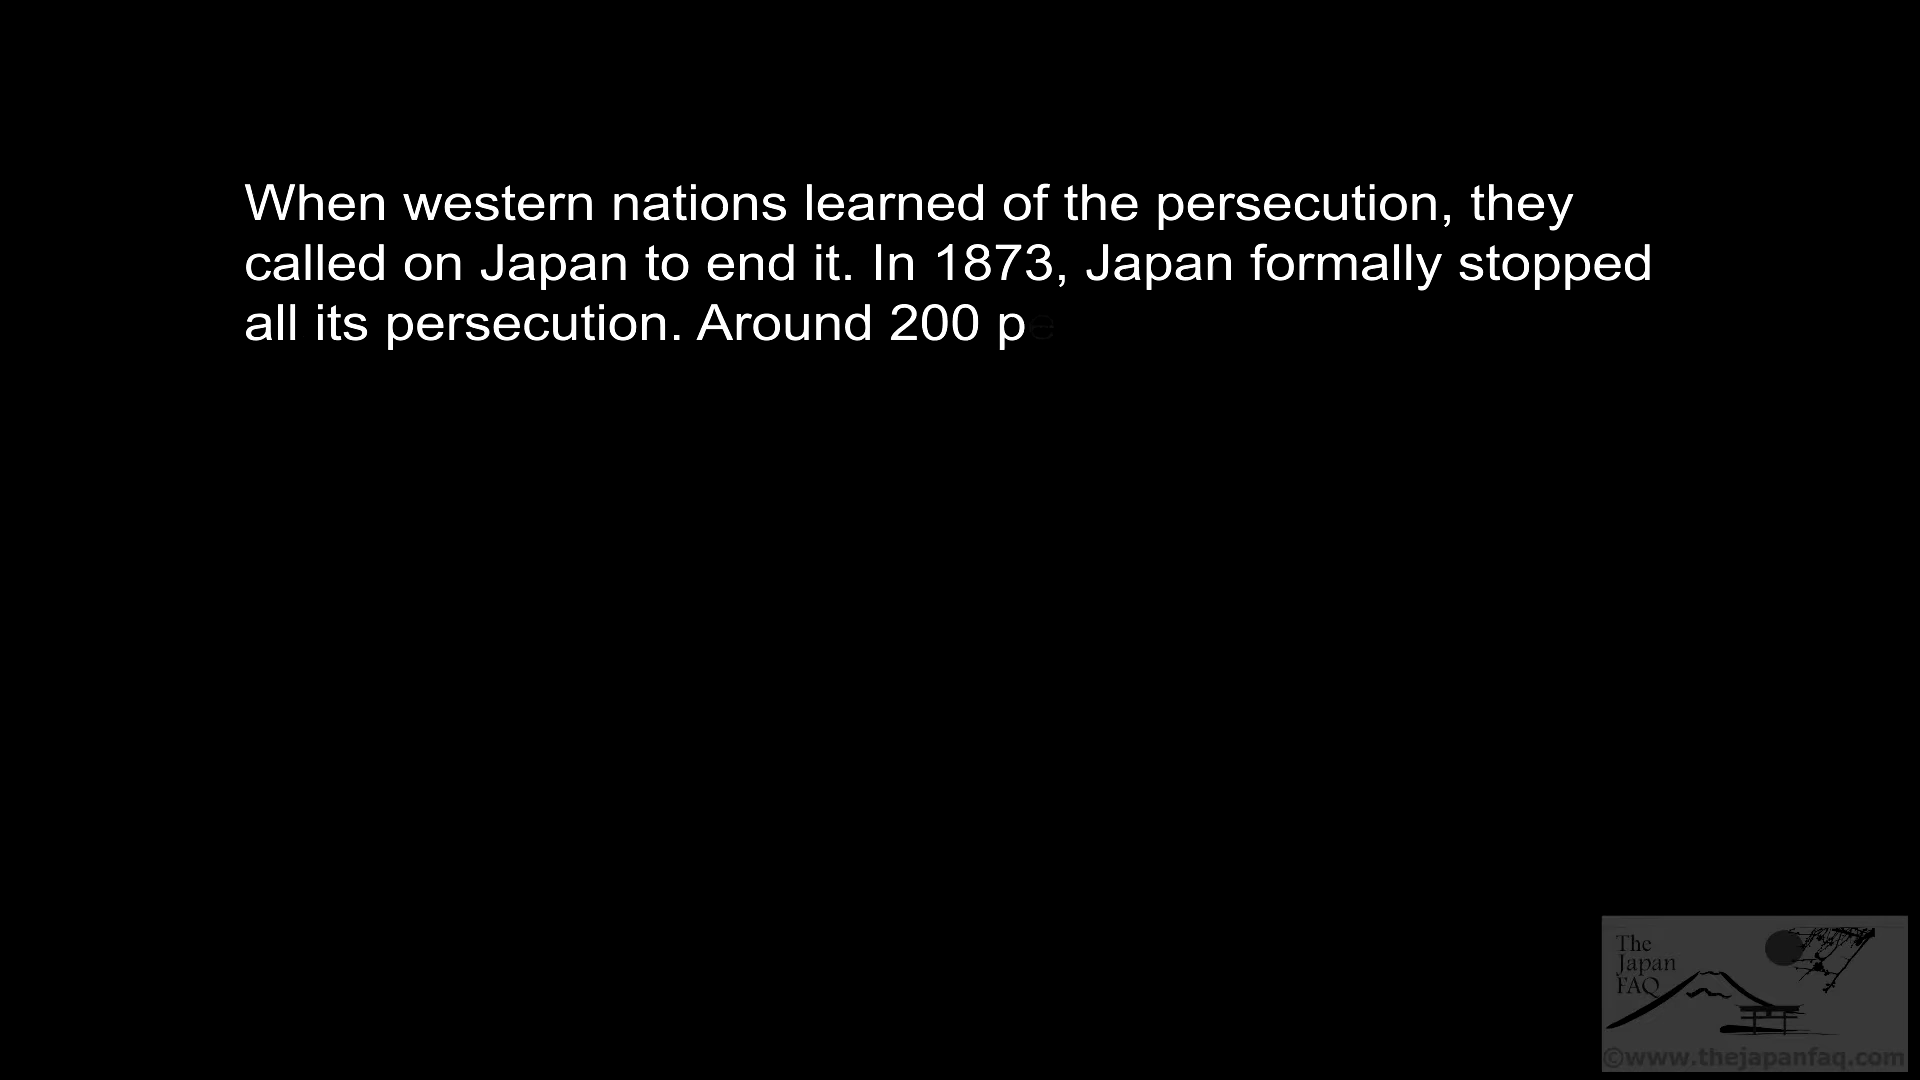 When western nations learned of the persecution, they
called on Japan to end it. In 1873, Japan formally stopped
all its persecution. Around 200 pe
The
Japan
FAQ
©www.thejapanfaq.com